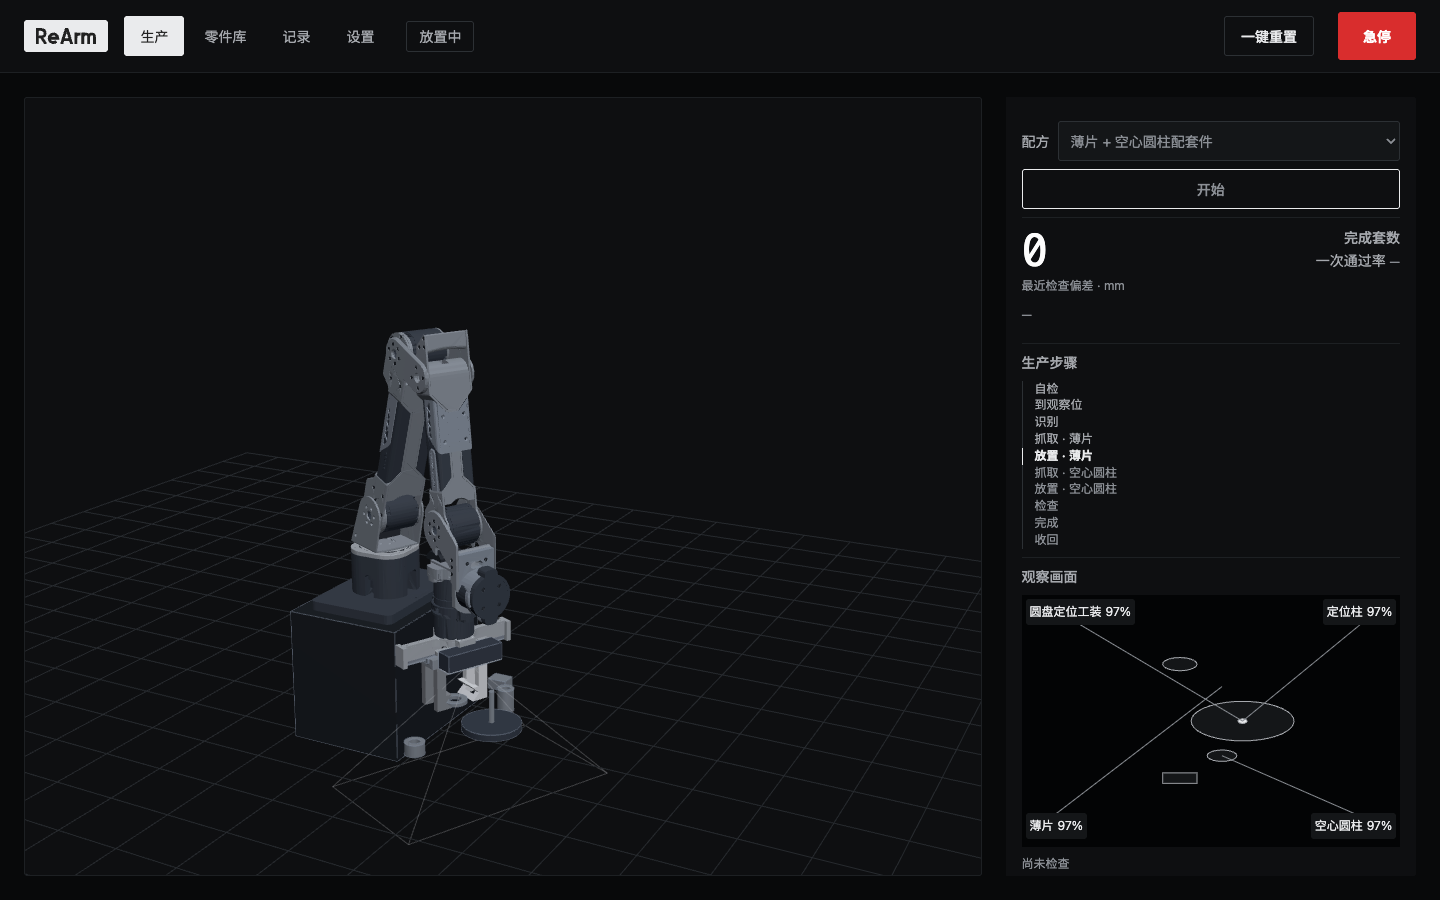 ReArm
生产
零件库
记录
设置
放置中
一键重置
急停
配方
薄片 + 空心圆柱配套件
开始
0
完成套数
一次通过率 —
最近检查偏差 · mm
—
生产步骤
自检
到观察位
识别
抓取 · 薄片
放置 · 薄片
抓取 · 空心圆柱
放置 · 空心圆柱
检查
完成
收回
观察画面
圆盘定位工装 97%
定位柱 97%
薄片 97%
空心圆柱 97%
尚未检查